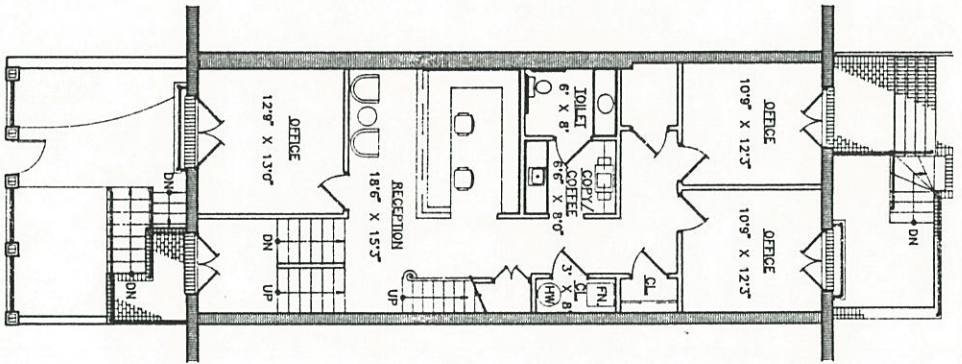 OFFICE
12'9" X 13'0"
RECEPTION
18'6" X 15'3"
TOILET
6' X 8'
COPY/
COFFEE
6'6" X 8'0"
OFFICE
10'9" X 12'3"
OFFICE
10'9" X 12'3"
CL
3' X 8'
HW
FN.
CL
DN
UP
UP
DN
DN
DN